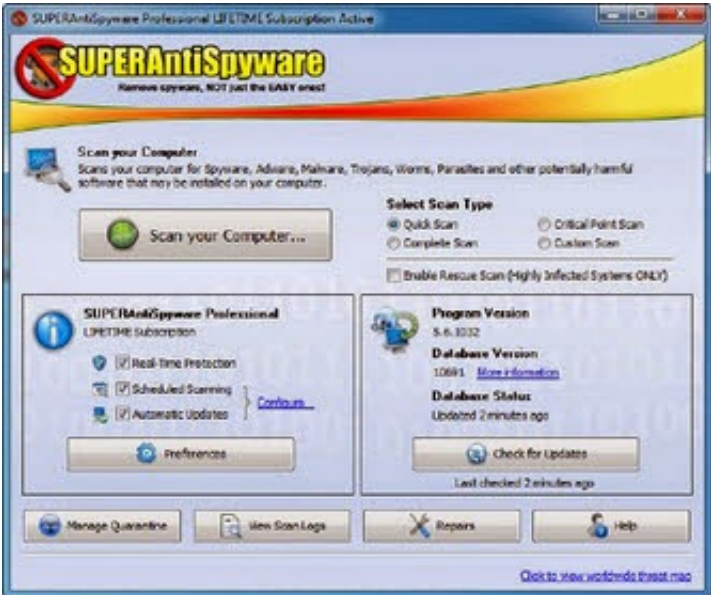 SUPERAntiSpyware Professional LIFETIME Subscription Active
SUPERAntiSpyware
Remove spyware, NOT just the EASY ones!
Scan your Computer
Scans your computer for Spyware, Adware, Malware, Trojans, Worms, Parasites and other potentially harmful
software that may be installed on your computer.
Scan your Computer...
Select Scan Type
Quick Scan
Critical Point Scan
Complete Scan
Custom Scan
Enable Rescue Scan (Highly Infected Systems ONLY)
SUPERAntiSpyware Professional
LIFETIME Subscription
Real-Time Protection
Scheduled Scanning
Automatic Updates
Configure...
Preferences
Program Version
5.6.1032
Database Version
10691 More information
Database Status
Updated 2 minutes ago
Check for Updates
Last checked 2 minutes ago
Manage Quarantine
View Scan Logs
Repairs
Help
Click to view worldwide threat map